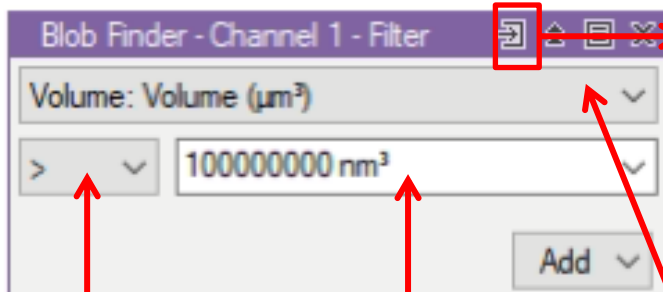 Blob Finder - Channel 1 - Filter
Volume: Volume (μm³)
> 100000000 nm³
Add